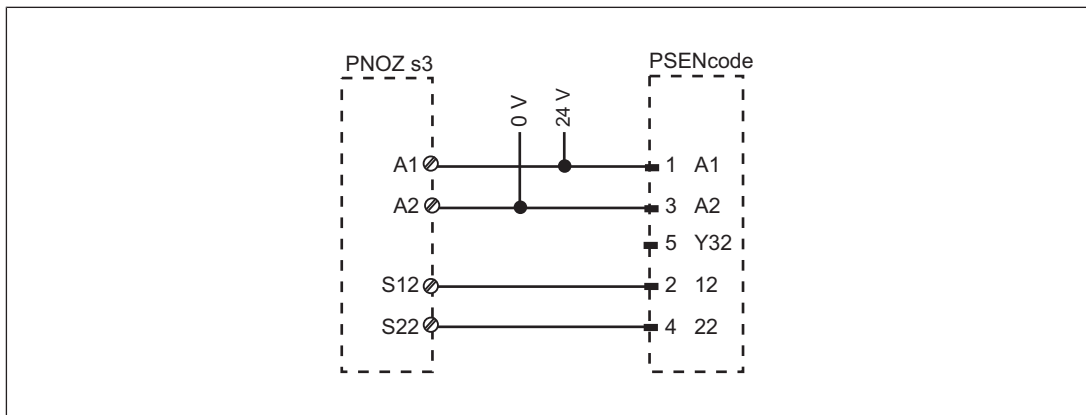 PNOZ s3
PSENcode
0 V
24 V
A1
1 A1
A2
3 A2
5 Y32
S12
2 12
S22
4 22